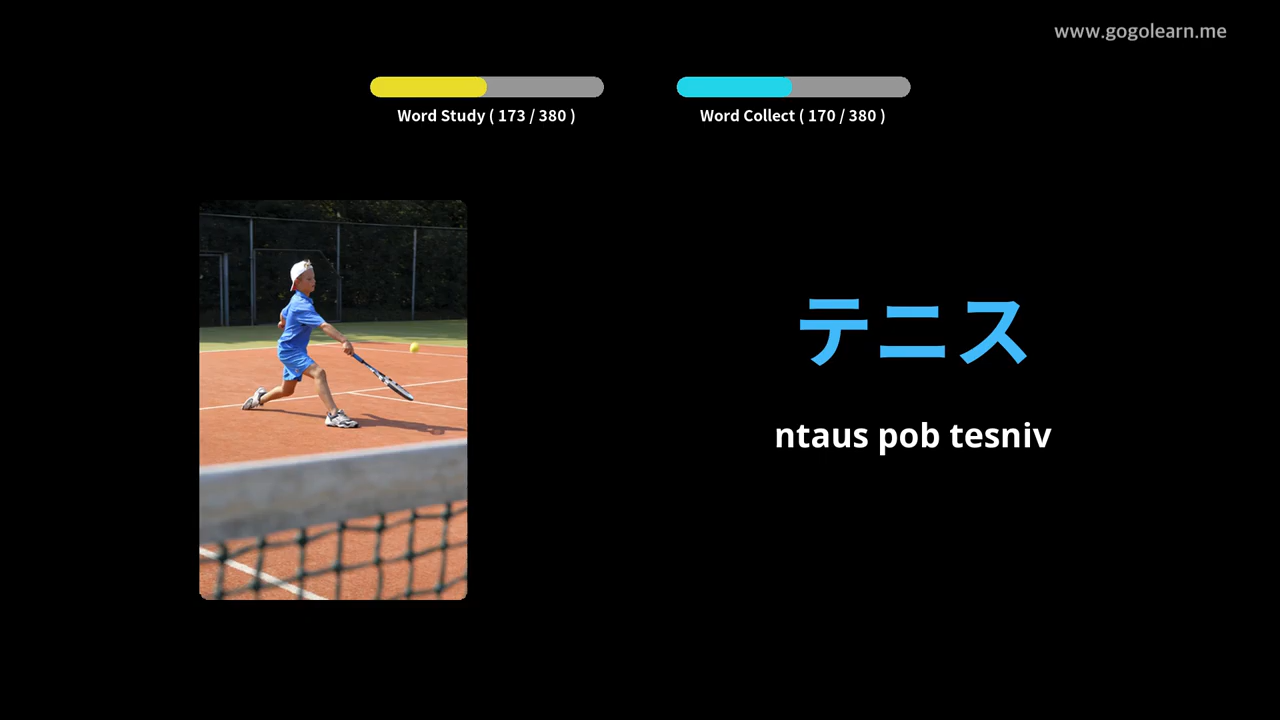 www.gogolearn.me
Word Study ( 173 / 380 )
Word Collect ( 170 / 380 )
テニス
ntaus pob tesniv